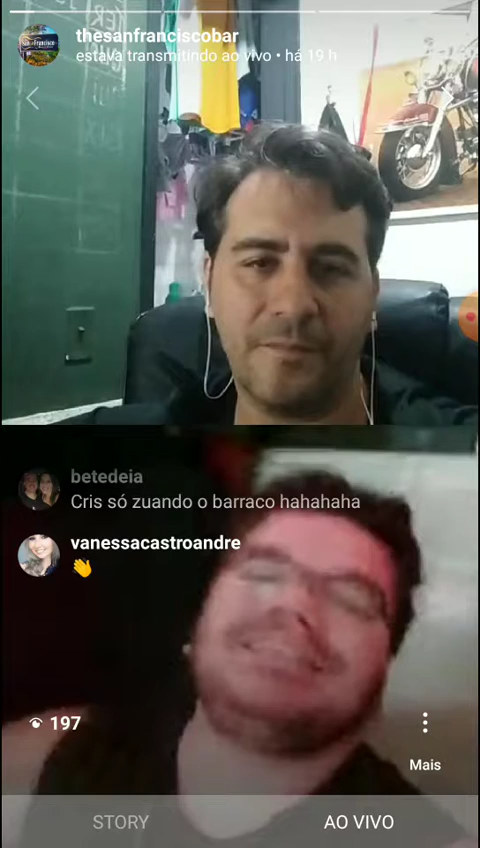 thesanfranciscobar
estava transmitindo ao vivo • há 19 h
betedeia
Cris só zuando o barraco hahahaha
vanessacastroandre
👋
197
Mais
STORY
AO VIVO